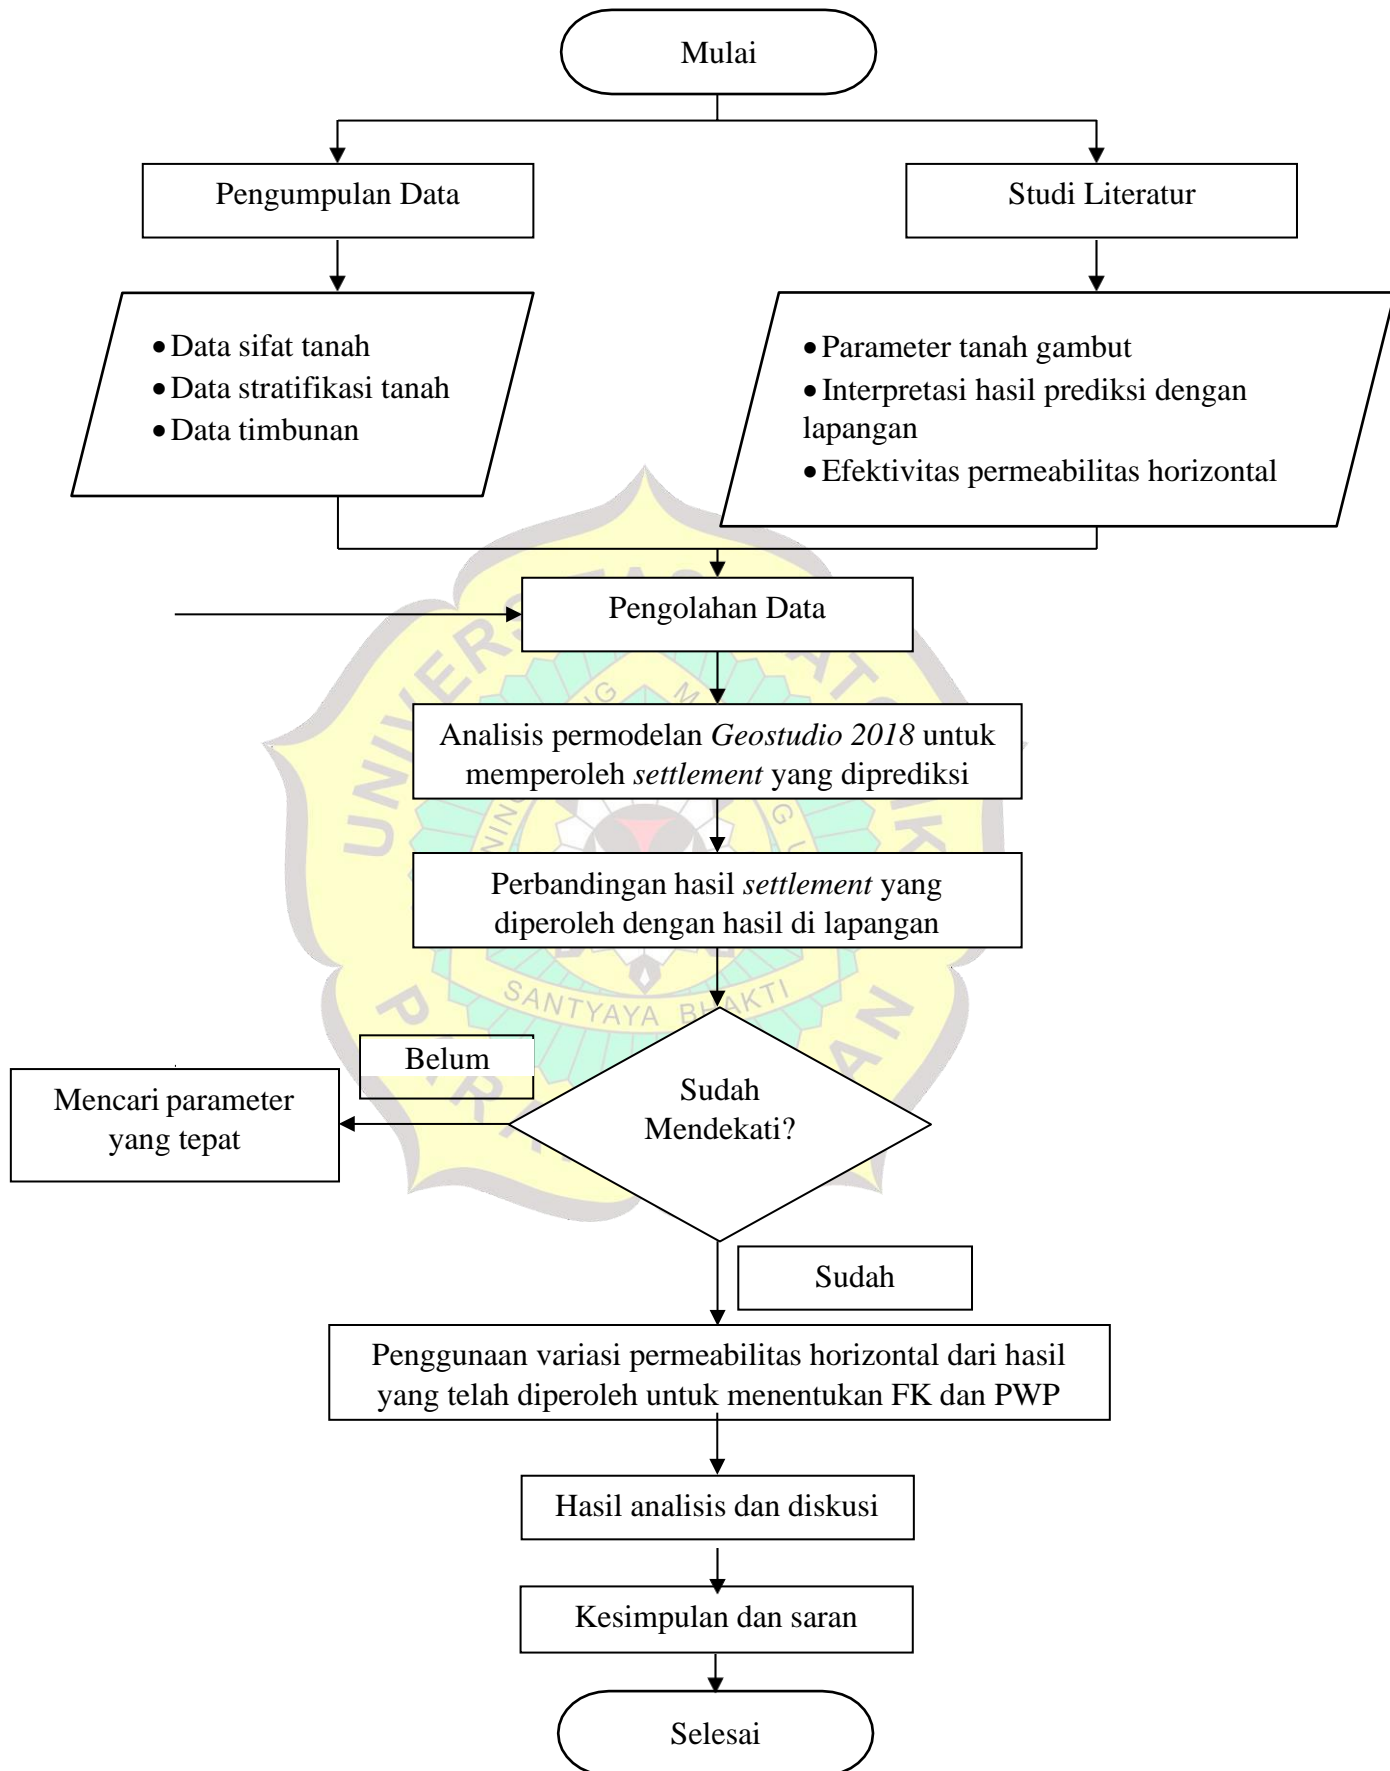 Mulai
Pengumpulan Data
Studi Literatur
• Data sifat tanah
• Data stratifikasi tanah
• Data timbunan
• Parameter tanah gambut
• Interpretasi hasil prediksi dengan
lapangan
• Efektivitas permeabilitas horizontal
Pengolahan Data
Analisis permodelan Geostudio 2018 untuk
memperoleh settlement yang diprediksi
Perbandingan hasil settlement yang
diperoleh dengan hasil di lapangan
SANTYAYA BHAKTI
Belum
Sudah
Mendekati?
Mencari parameter
yang tepat
Sudah
Penggunaan variasi permeabilitas horizontal dari hasil
yang telah diperoleh untuk menentukan FK dan PWP
Hasil analisis dan diskusi
Kesimpulan dan saran
Selesai